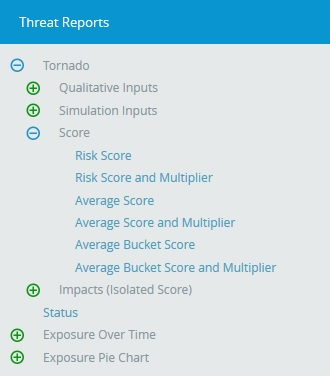 Threat Reports
Tornado
Qualitative Inputs
Simulation Inputs
Score
Risk Score
Risk Score and Multiplier
Average Score
Average Score and Multiplier
Average Bucket Score
Average Bucket Score and Multiplier
Impacts (Isolated Score)
Status
Exposure Over Time
Exposure Pie Chart